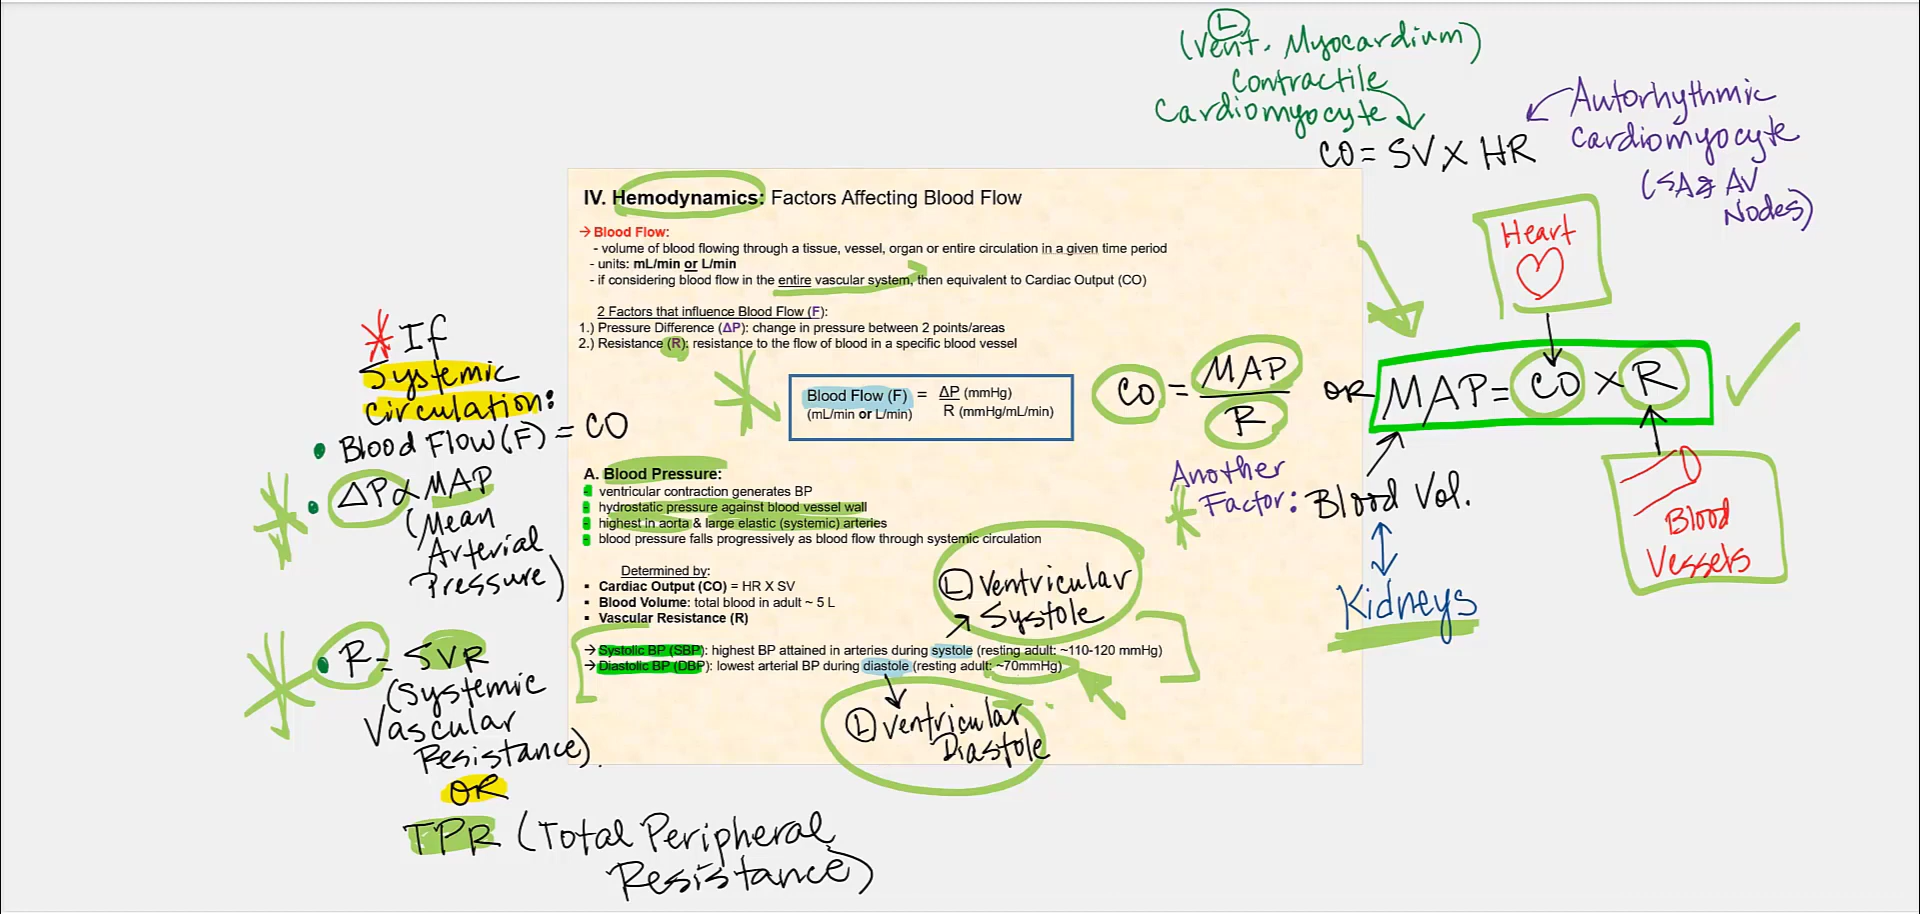 (L)
(Vent. Myocardium)
Contractile
Cardiomyocyte
CO = SV X HR
Autorhythmic
Cardiomyocyte
(SA & AV
Nodes)
IV. Hemodynamics: Factors Affecting Blood Flow
→ Blood Flow:
- volume of blood flowing through a tissue, vessel, organ or entire circulation in a given time period
- units: mL/min or L/min
- if considering blood flow in the entire vascular system, then equivalent to Cardiac Output (CO)
2 Factors that influence Blood Flow (F):
1.) Pressure Difference (ΔP): change in pressure between 2 points/areas
2.) Resistance (R): resistance to the flow of blood in a specific blood vessel
Blood Flow (F) = ΔP (mmHg)
(mL/min or L/min) R (mmHg/mL/min)
A. Blood Pressure:
- ventricular contraction generates BP
- hydrostatic pressure against blood vessel wall
- highest in aorta & large elastic (systemic) arteries
- blood pressure falls progressively as blood flow through systemic circulation
Determined by:
▪ Cardiac Output (CO) = HR X SV
▪ Blood Volume: total blood in adult ~ 5 L
▪ Vascular Resistance (R)
→ Systolic BP (SBP): highest BP attained in arteries during systole (resting adult: ~110-120 mmHg)
→ Diastolic BP (DBP): lowest arterial BP during diastole (resting adult: ~70mmHg)
(L) Ventricular
Systole
(L) Ventricular
Diastole
* If
Systemic
Circulation:
• Blood Flow (F) = CO
• ΔP ∝ MAP
(Mean
Arterial
Pressure)
• R = SVR
(Systemic
Vascular
Resistance).
OR
TPR (Total Peripheral
Resistance)
CO = MAP
R
OR
MAP = CO X R
Heart
Blood
Vessels
Another
* Factor: Blood Vol.
Kidneys